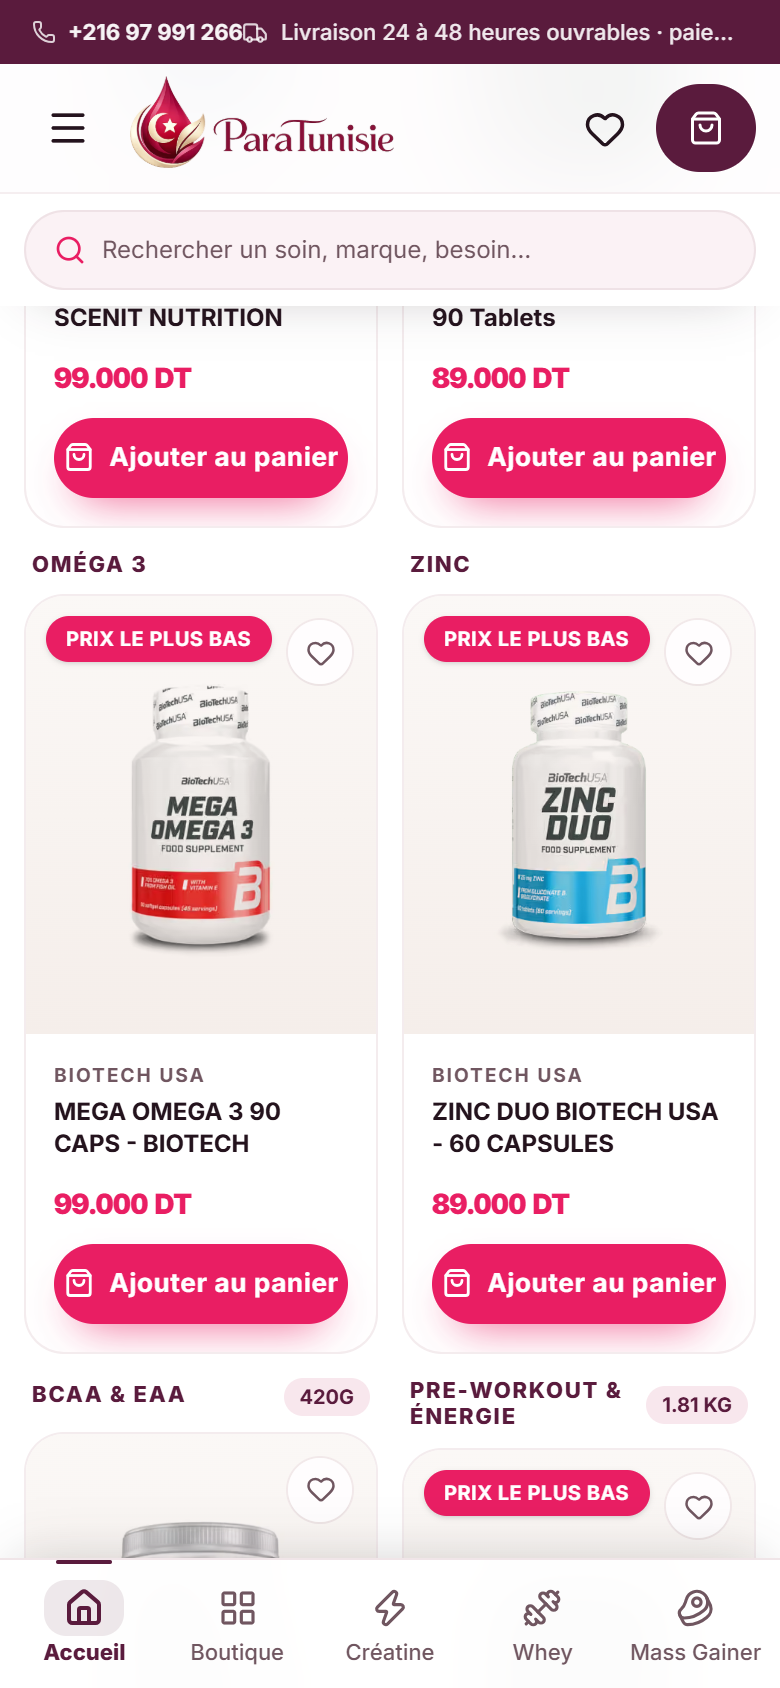 +216 97 991 266 Livraison 24 à 48 heures ouvrables · paie...
ParaTunisie
Rechercher un soin, marque, besoin...
SCENIT NUTRITION
99.000 DT
Ajouter au panier
90 Tablets
89.000 DT
Ajouter au panier
OMÉGA 3
PRIX LE PLUS BAS
BioTechUSA
BioTechUSA
MEGA
OMEGA 3
FOOD SUPPLEMENT
WITH
VITAMIN E
B
BIOTECH USA
MEGA OMEGA 3 90
CAPS - BIOTECH
99.000 DT
Ajouter au panier
ZINC
PRIX LE PLUS BAS
BioTechUSA
BioTechUSA
ZINC
DUO
FOOD SUPPLEMENT
B
BIOTECH USA
ZINC DUO BIOTECH USA
- 60 CAPSULES
89.000 DT
Ajouter au panier
BCAA & EAA
420G
PRE-WORKOUT &
ÉNERGIE
1.81 KG
PRIX LE PLUS BAS
Accueil
Boutique
Créatine
Whey
Mass Gainer